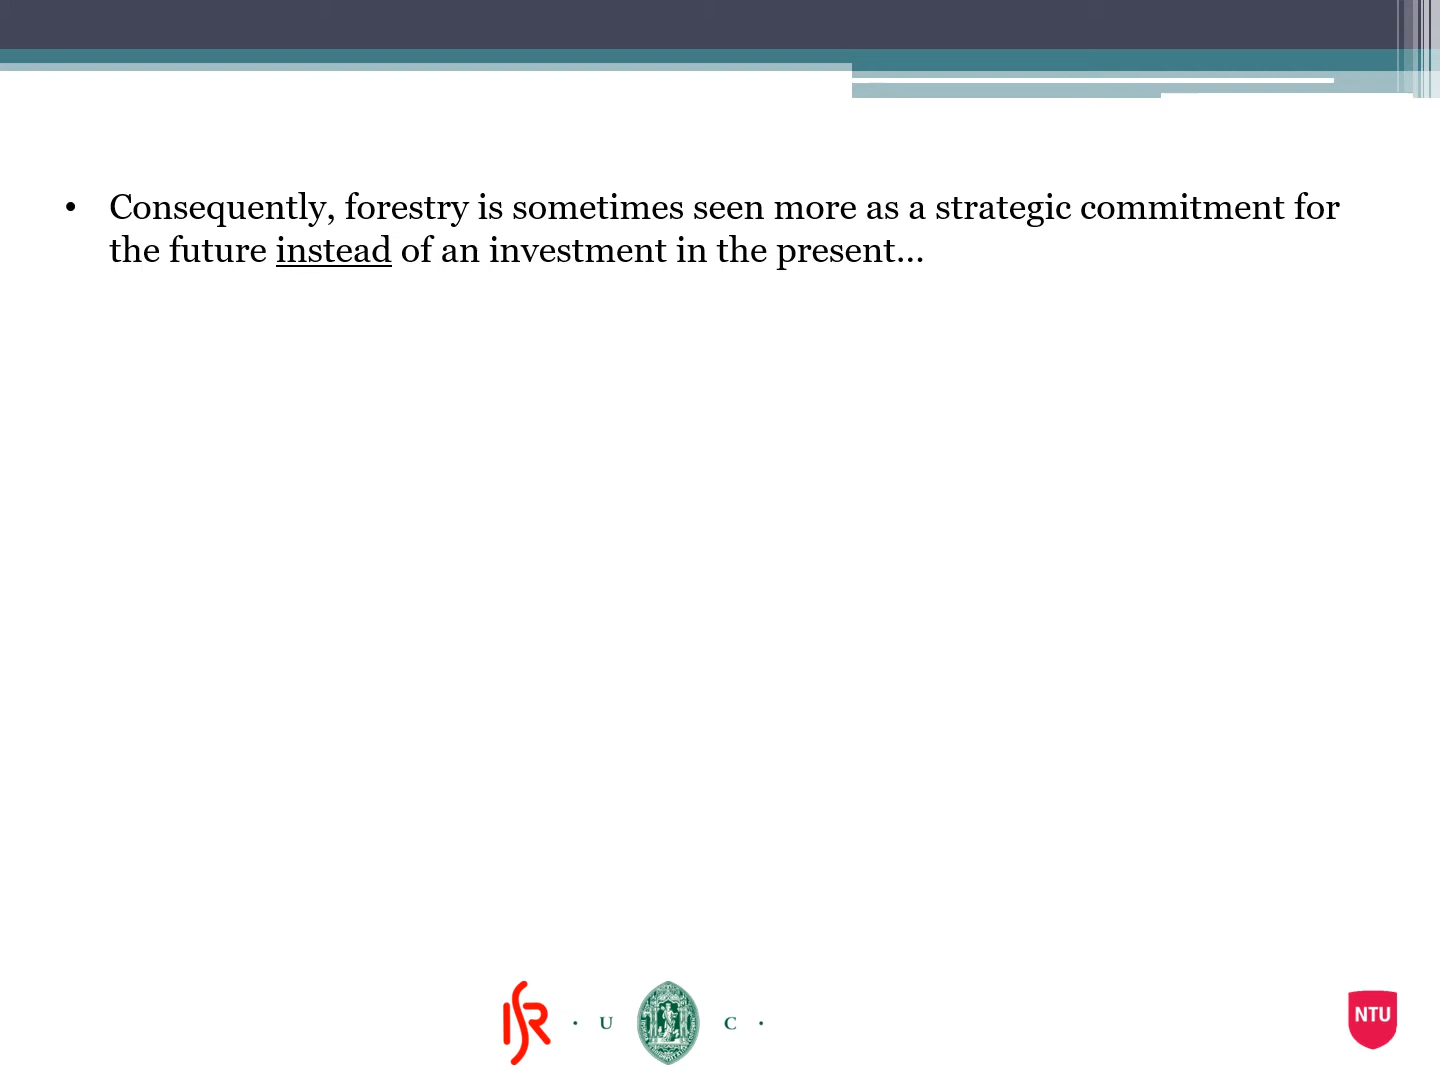 • Consequently, forestry is sometimes seen more as a strategic commitment for
the future instead of an investment in the present...
ISR · U C ·
NTU